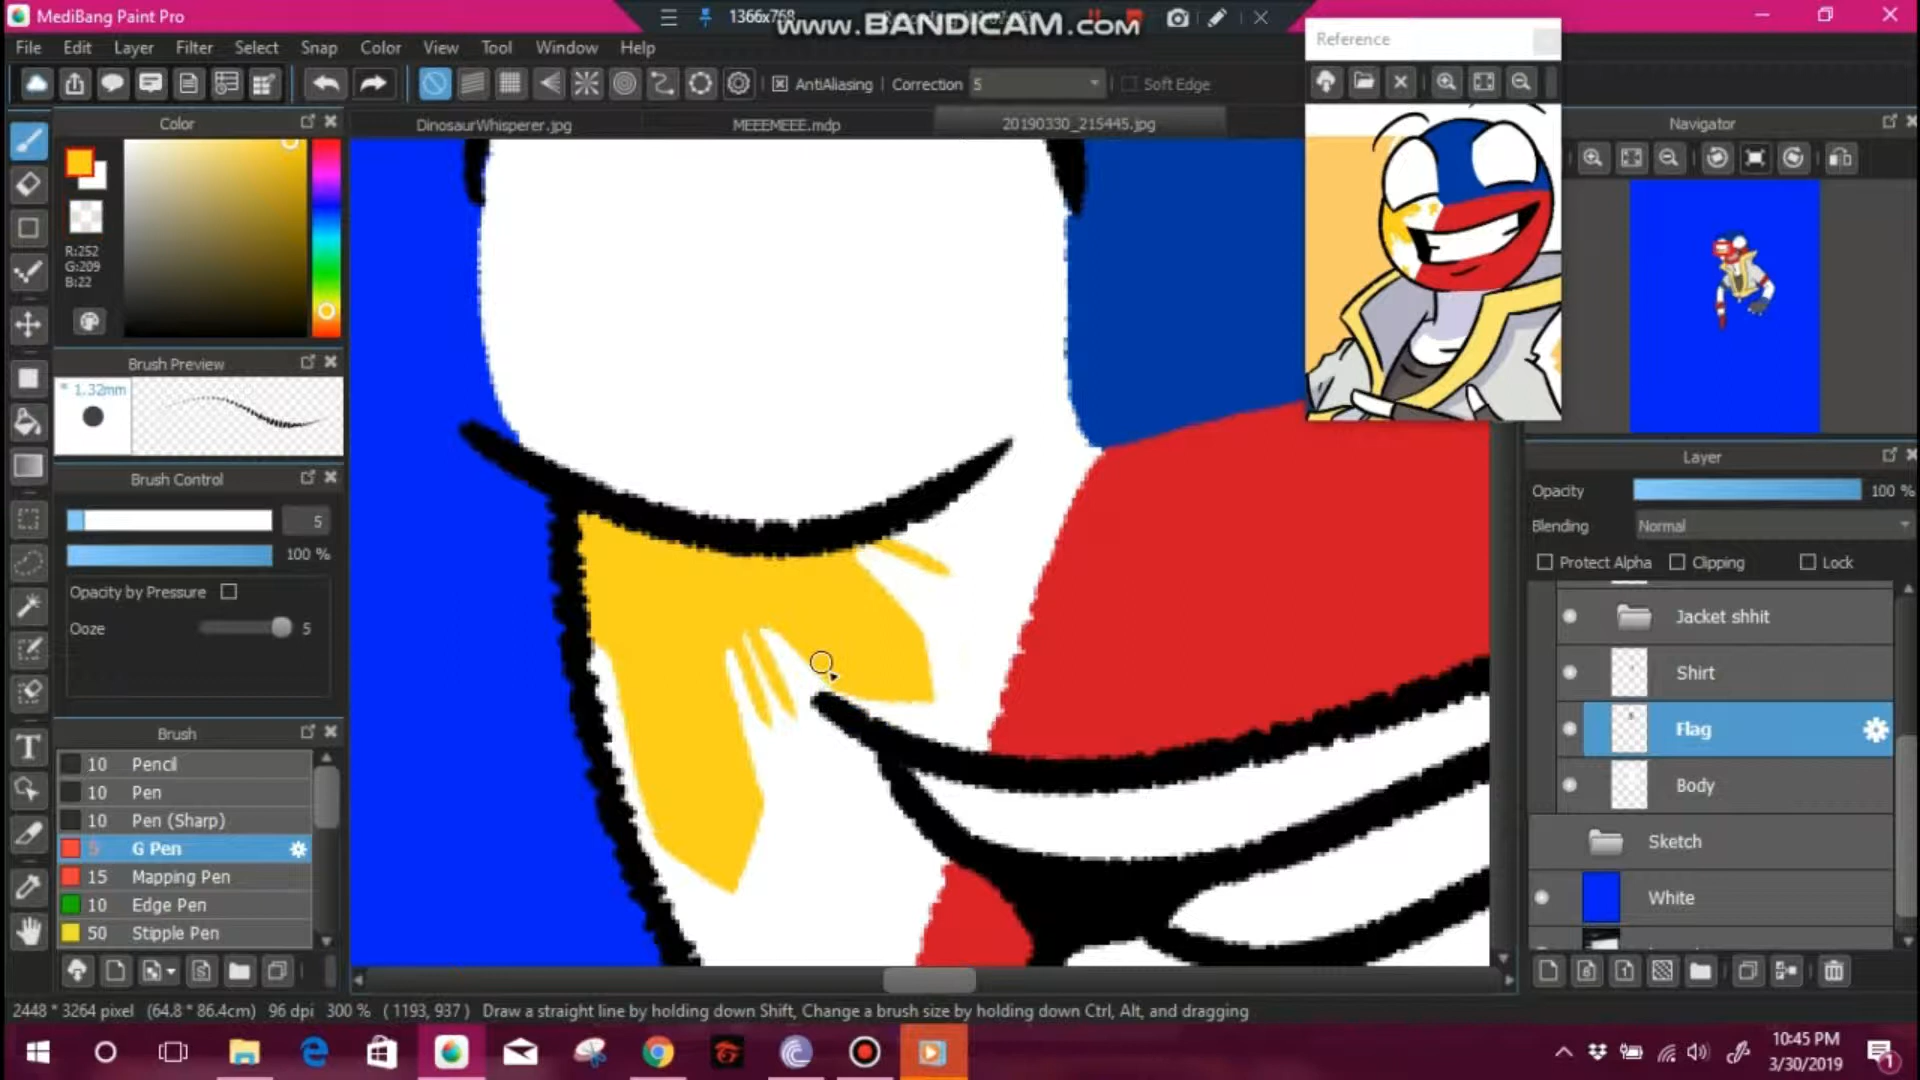 MediBang Paint Pro
1366x768
www.BANDICAM.com
Reference
File Edit Layer Filter Select Snap Color View Tool Window Help
AntiAliasing Correction 5 Soft Edge
Color
DinosaurWhisperer.jpg MEEEMEEE.mdp 20190330_215445.jpg
Navigator
R:252
G:209
B:22
Brush Preview
* 1.32mm
Brush Control
5
100 %
Opacity by Pressure
Ooze 5
Brush
10 Pencil
10 Pen
10 Pen (Sharp)
5 G Pen
15 Mapping Pen
10 Edge Pen
50 Stipple Pen
Layer
Opacity 100 %
Blending Normal
Protect Alpha Clipping Lock
Jacket shhit
Shirt
Flag
Body
Sketch
White
2448 * 3264 pixel (64.8 * 86.4cm) 96 dpi 300 % ( 1193, 937 ) Draw a straight line by holding down Shift, Change a brush size by holding down Ctrl, Alt, and dragging
10:45 PM
3/30/2019
1